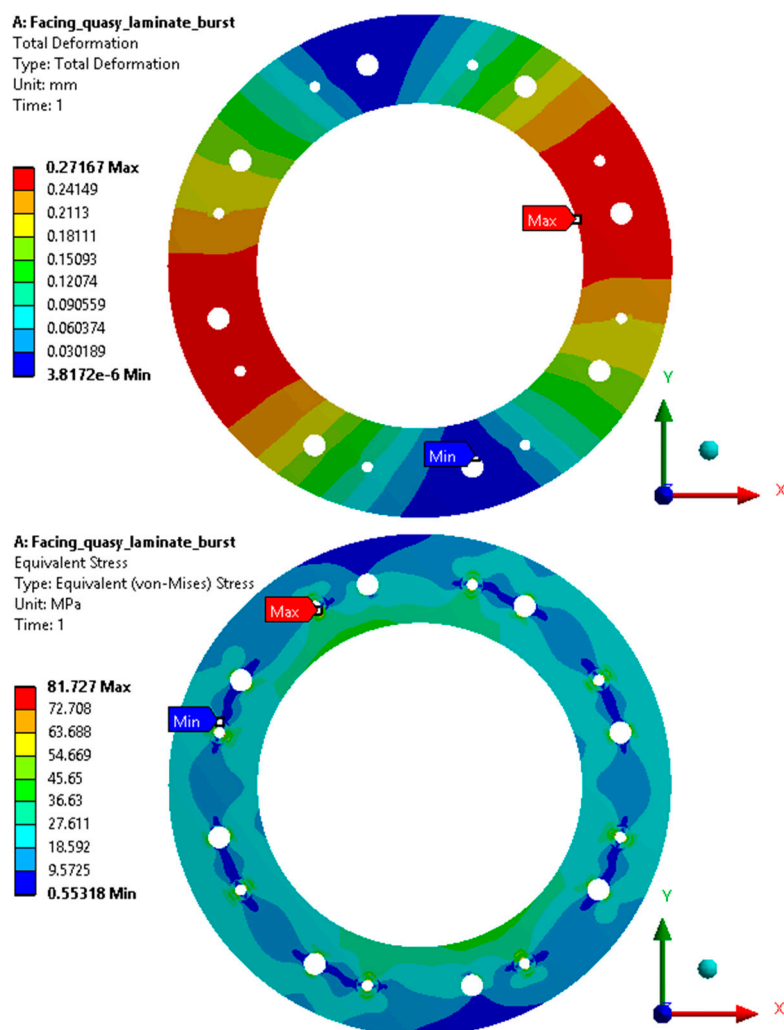 A: Facing_quasy_laminate_burst
Total Deformation
Type: Total Deformation
Unit: mm
Time: 1
0.27167 Max
0.24149
0.2113
0.18111
0.15093
0.12074
0.090559
0.060374
0.030189
3.8172e-6 Min
Max
Min
Y
X
A: Facing_quasy_laminate_burst
Equivalent Stress
Type: Equivalent (von-Mises) Stress
Unit: MPa
Time: 1
Max
81.727 Max
72.708
63.688
54.669
45.65
36.63
27.611
18.592
9.5725
0.55318 Min
Min
Y
X